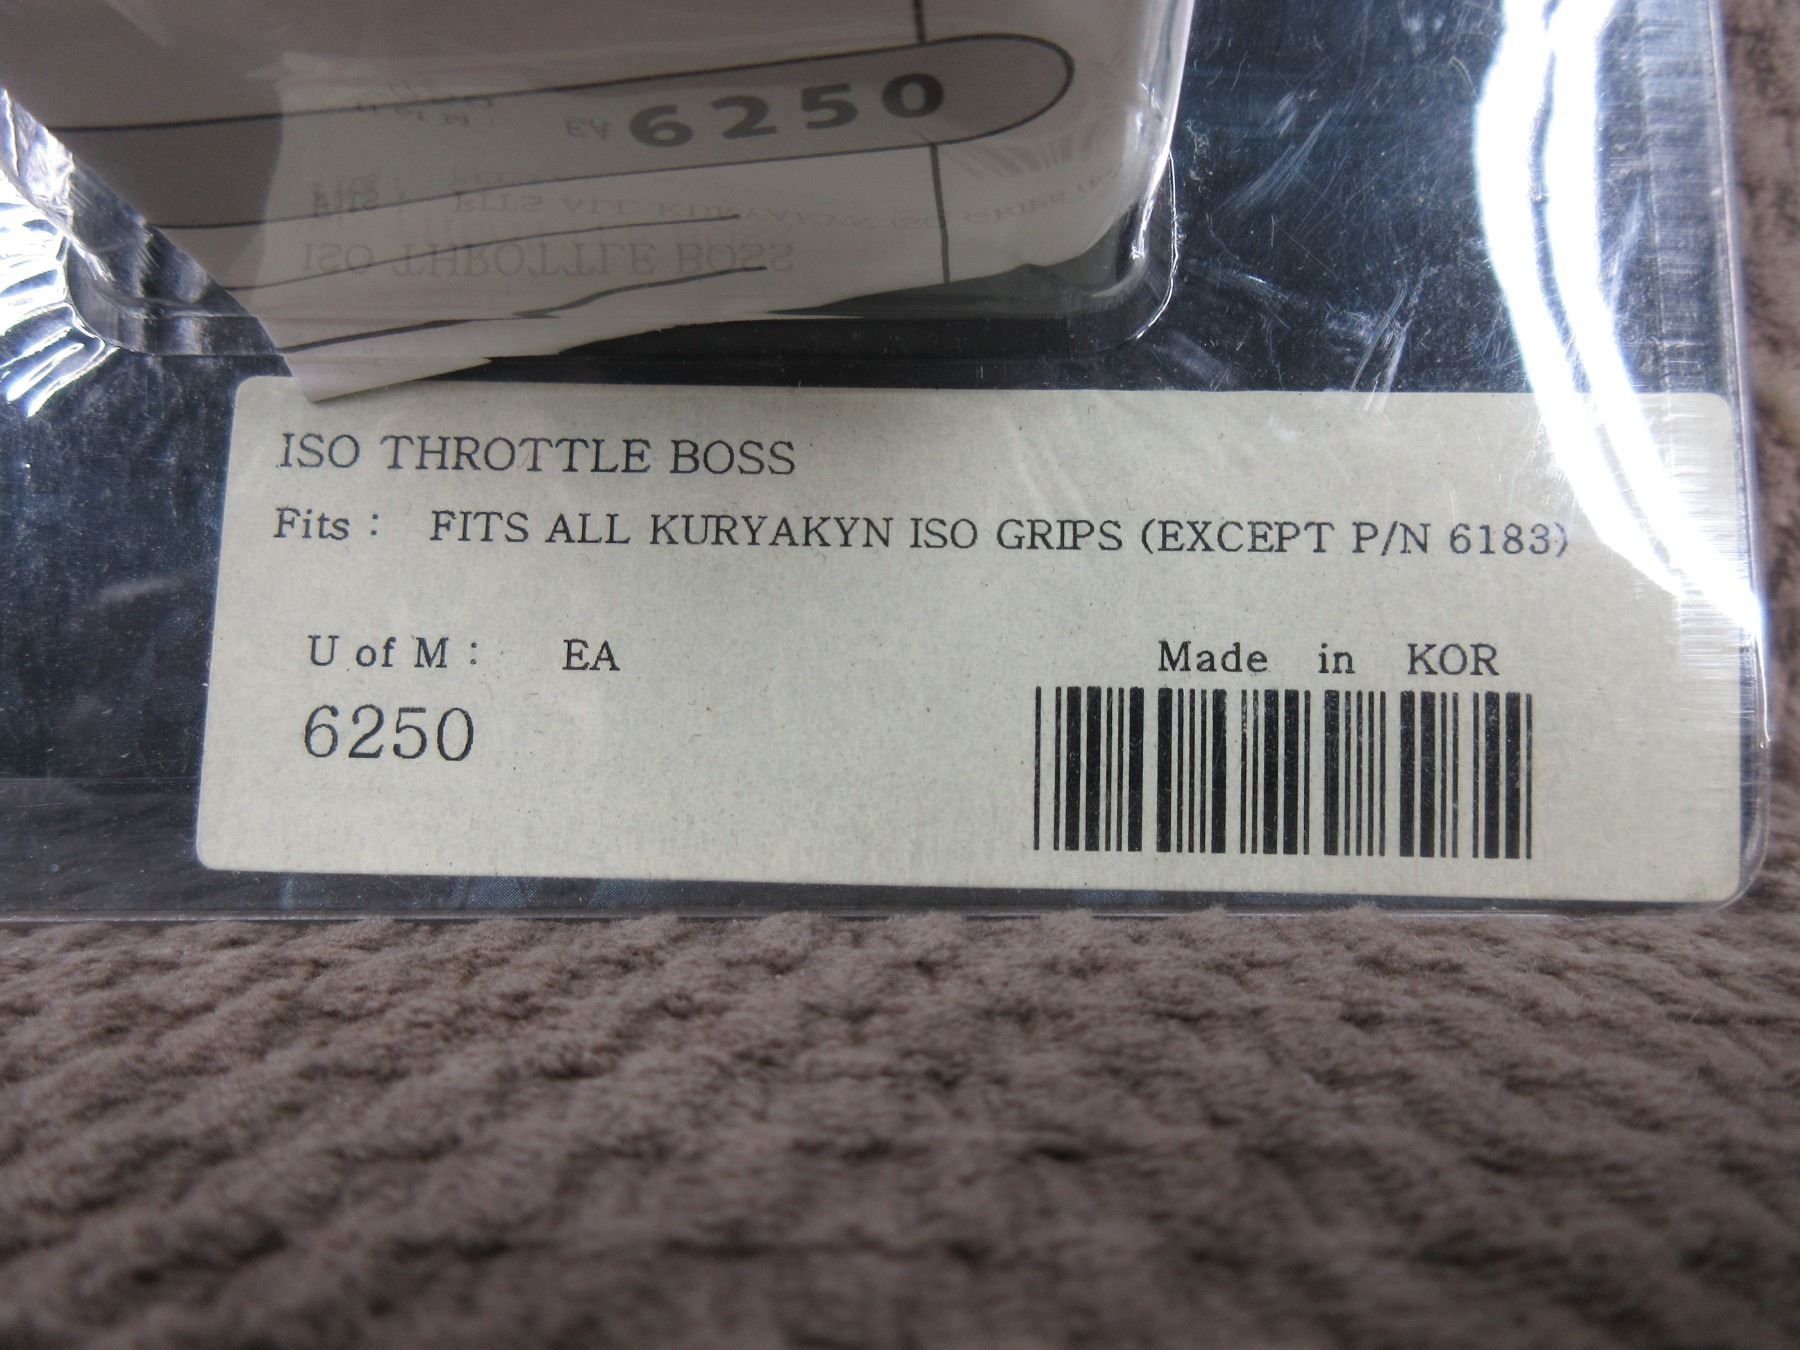 6250
ISO THROTTLE BOSS
Fits : FITS ALL KURYAKYN ISO GRIPS (EXCEPT P/N 6183)
U of M : EA
Made in KOR
6250